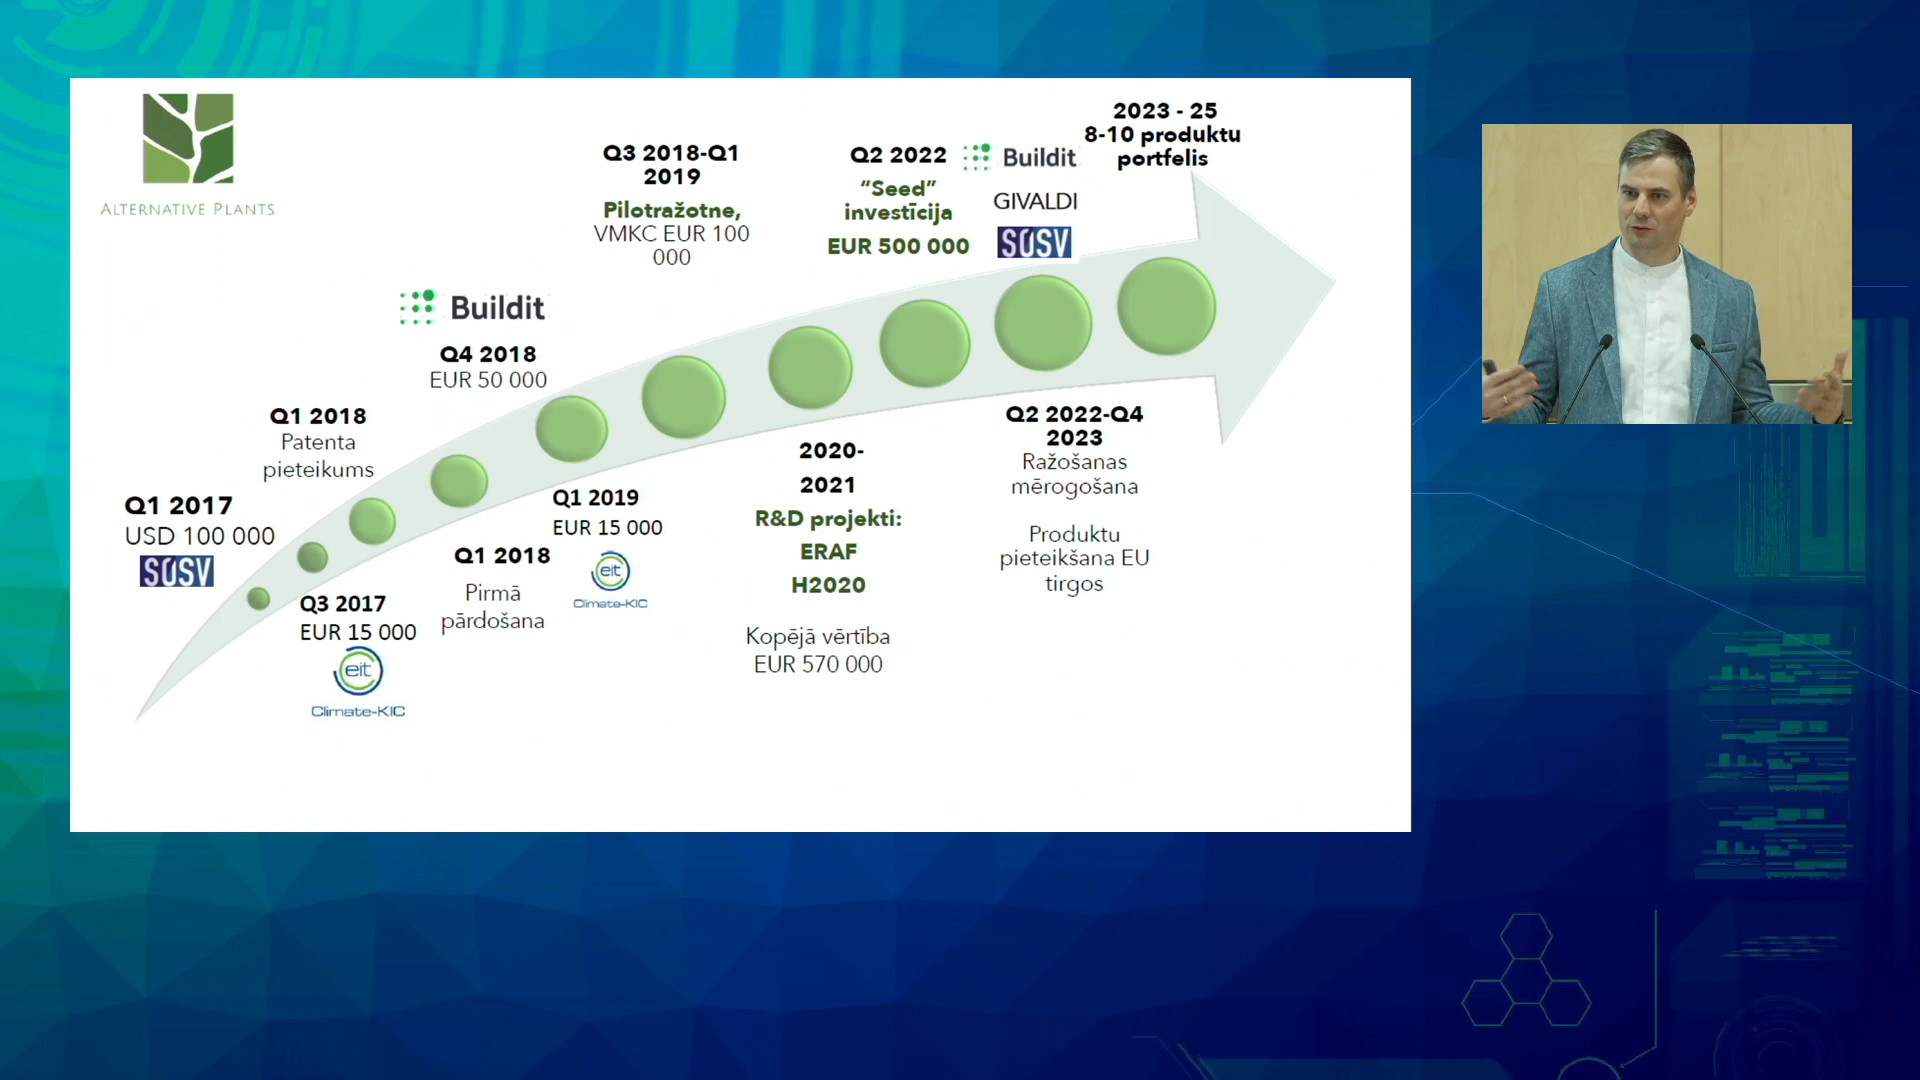 ALTERNATIVE PLANTS
Q1 2017
USD 100 000
SOSV
Q3 2017
EUR 15 000
eit
Climate-KIC
Q1 2018
Patenta
pieteikums
Buildit
Q4 2018
EUR 50 000
Q1 2018
Pirmā
pārdošana
Q1 2019
EUR 15 000
eit
Climate-KIC
Q3 2018-Q1
2019
Pilotražotne,
VMKC EUR 100
000
2020-
2021
R&D projekti:
ERAF
H2020
Kopējā vērtība
EUR 570 000
Q2 2022
“Seed”
investīcija
EUR 500 000
Buildit
GIVALDI
SOSV
Q2 2022-Q4
2023
Ražošanas
mērogošana
Produktu
pieteikšana EU
tirgos
2023 - 25
8-10 produktu
portfelis